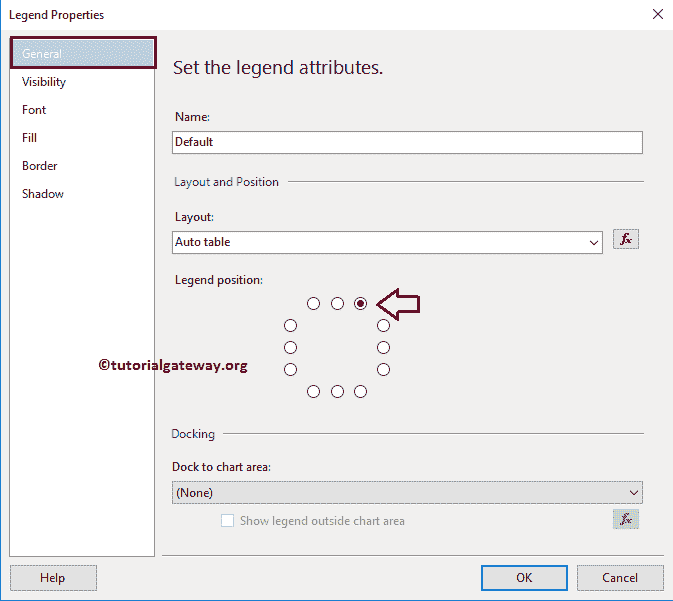 Legend Properties
General
Visibility
Font
Fill
Border
Shadow
Set the legend attributes.
Name:
Default
Layout and Position
Layout:
Auto table
fx
Legend position:
©tutorialgateway.org
Docking
Dock to chart area:
(None)
Show legend outside chart area
fx
Help
OK
Cancel